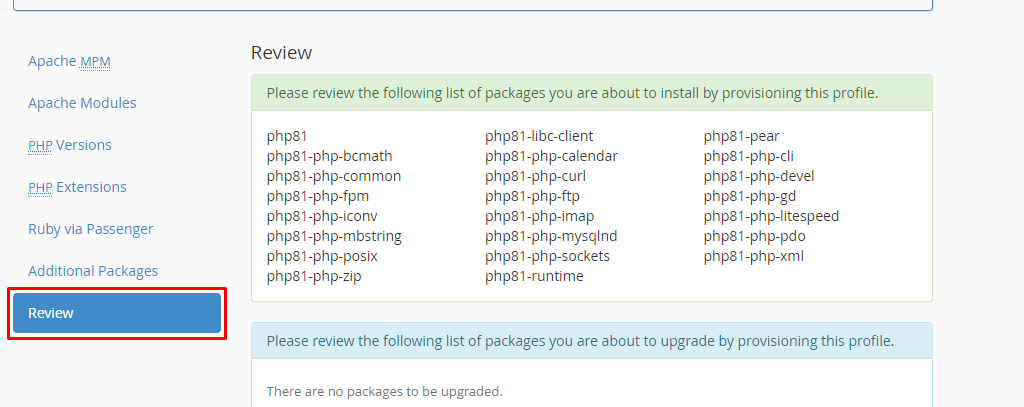 Apache MPM
Apache Modules
PHP Versions
PHP Extensions
Ruby via Passenger
Additional Packages
Review
Review
Please review the following list of packages you are about to install by provisioning this profile.
php81 php81-libc-client php81-pear
php81-php-bcmath php81-php-calendar php81-php-cli
php81-php-common php81-php-curl php81-php-devel
php81-php-fpm php81-php-ftp php81-php-gd
php81-php-iconv php81-php-imap php81-php-litespeed
php81-php-mbstring php81-php-mysqlnd php81-php-pdo
php81-php-posix php81-php-sockets php81-php-xml
php81-php-zip php81-runtime
Please review the following list of packages you are about to upgrade by provisioning this profile.
There are no packages to be upgraded.